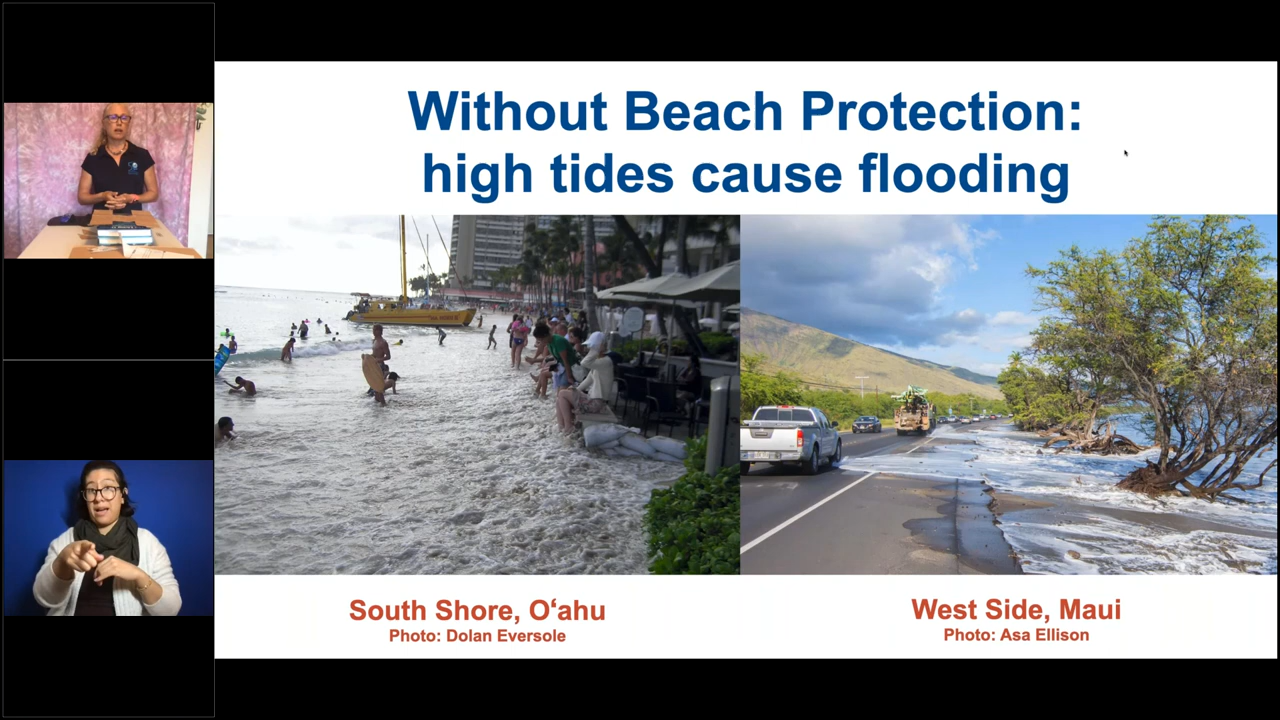 Without Beach Protection:
high tides cause flooding
South Shore, Oʻahu
Photo: Dolan Eversole
West Side, Maui
Photo: Asa Ellison